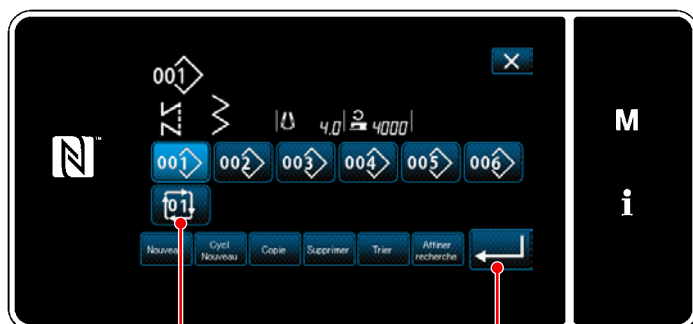 001
4.0 4000
001 002 003 004 005 006
01
Nouveau Cycl Nouveau Copie Supprimer Trier Affiner recherche
M
i